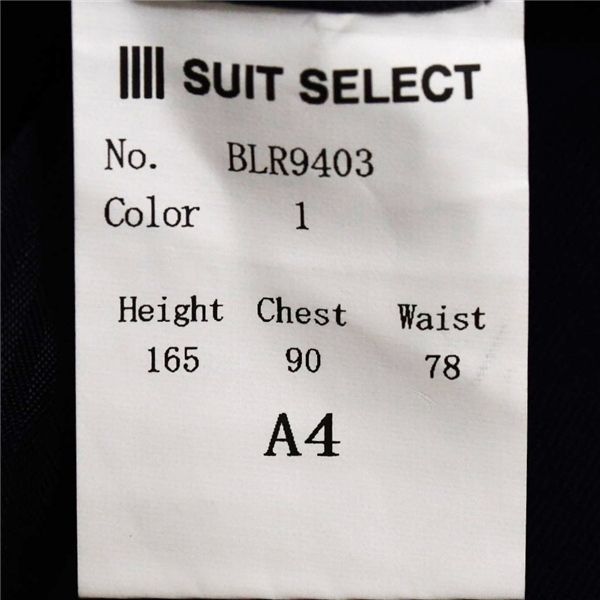 SUIT SELECT
No. BLR9403
Color 1
Height Chest Waist
165 90 78
A4